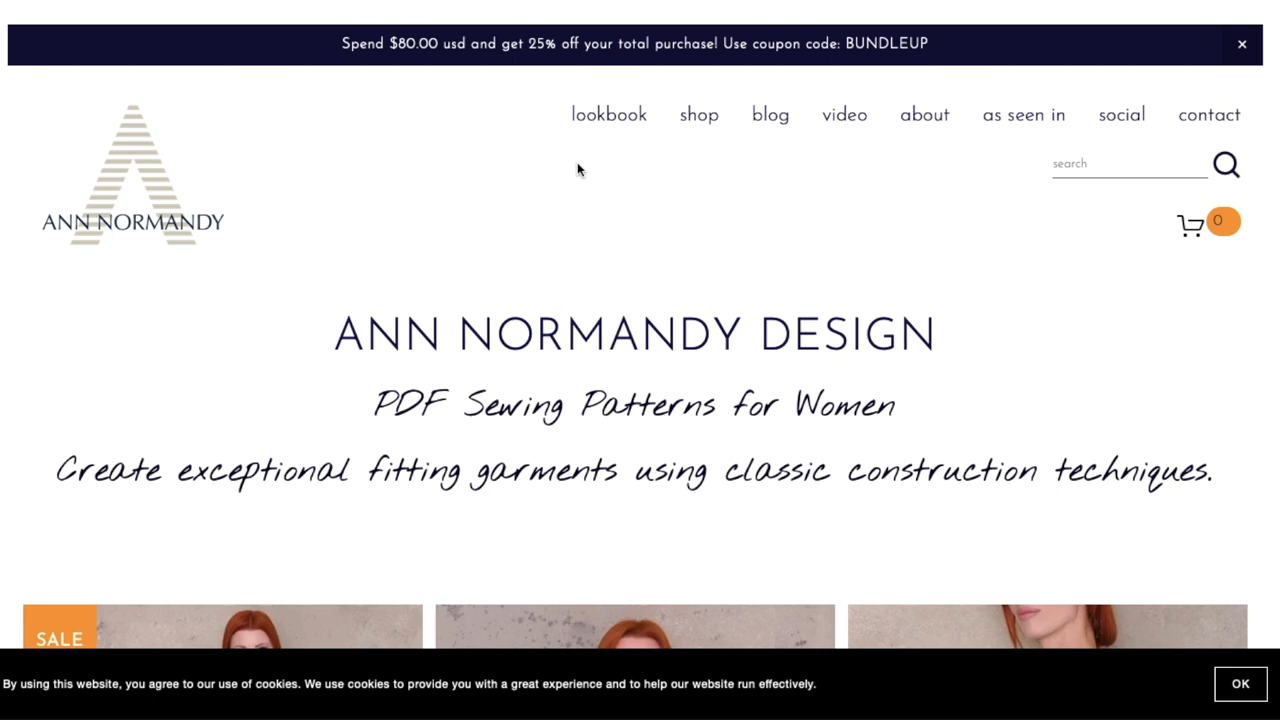 Spend $80.00 usd and get 25% off your total purchase! Use coupon code: BUNDLEUP
lookbook shop blog video about as seen in social contact
search
ANN NORMANDY
0
ANN NORMANDY DESIGN
PDF Sewing Patterns for Women
Create exceptional fitting garments using classic construction techniques.
SALE
By using this website, you agree to our use of cookies. We use cookies to provide you with a great experience and to help our website run effectively.
OK